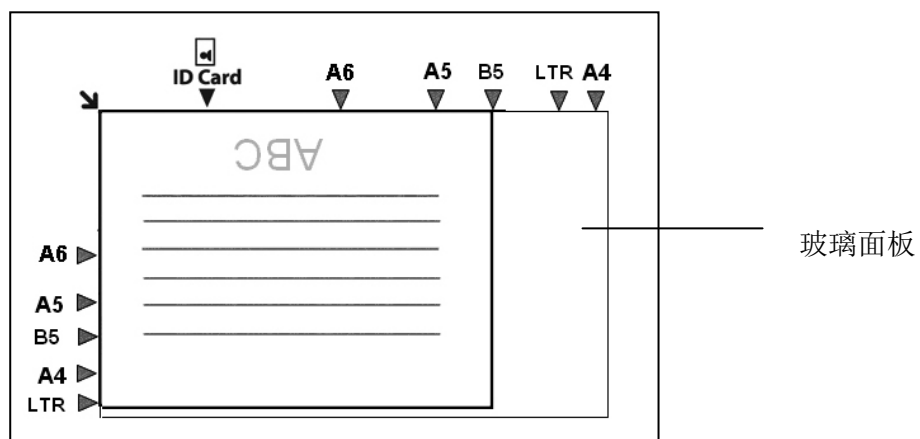 ID Card
A6 A5 B5 LTR A4
ABC
玻璃面板
A6
A5
B5
A4
LTR